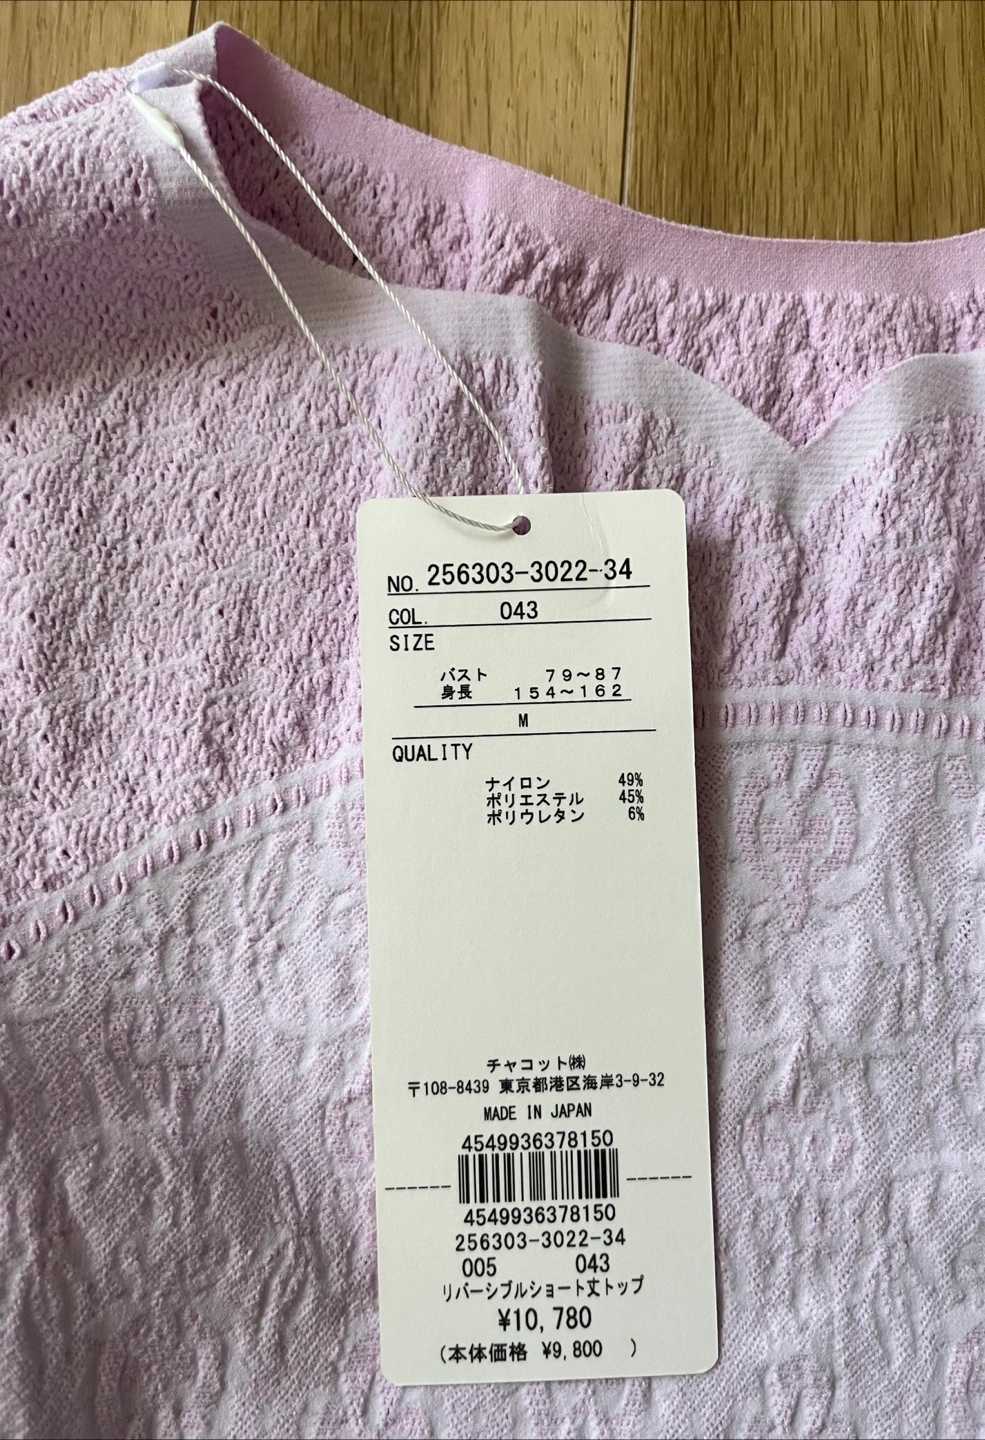 NO. 256303-3022-34
COL. 043
SIZE
バスト 79～87
身長 154～162
M
QUALITY
ナイロン 49%
ポリエステル 45%
ポリウレタン 6%
チャコット㈱
〒108-8439 東京都港区海岸3-9-32
MADE IN JAPAN
4549936378150
4549936378150
256303-3022-34
005 043
リバーシブルショート丈トップ
¥10,780
(本体価格 ¥9,800 )